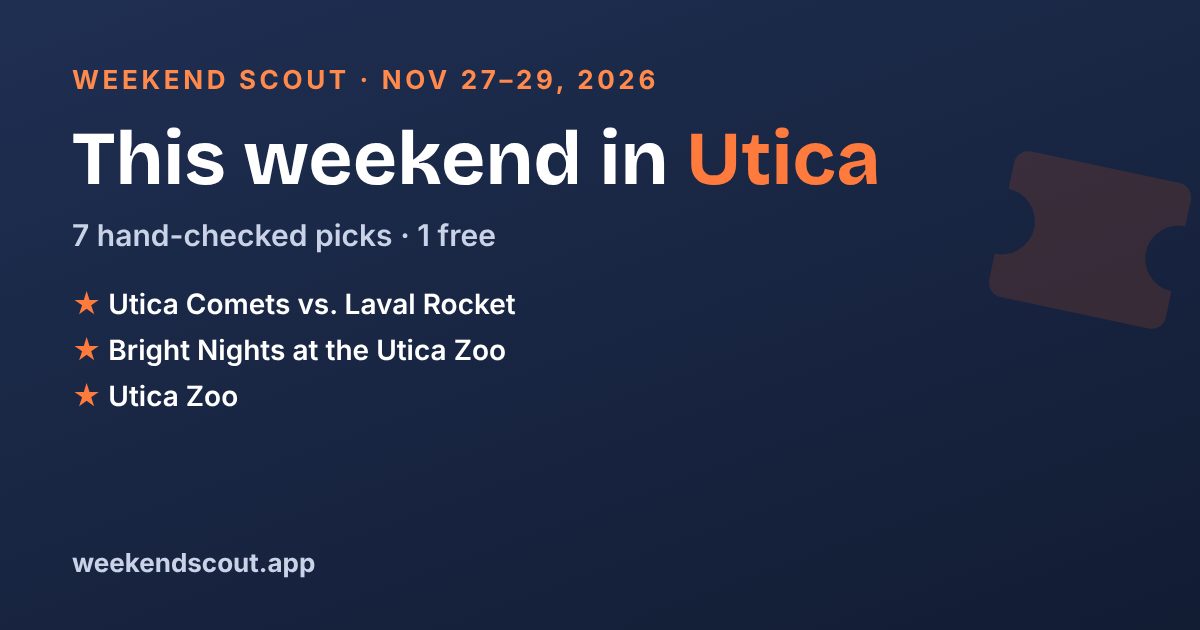 WEEKEND SCOUT · NOV 27–29, 2026
This weekend in Utica
7 hand-checked picks · 1 free
★ Utica Comets vs. Laval Rocket
★ Bright Nights at the Utica Zoo
★ Utica Zoo
weekendscout.app